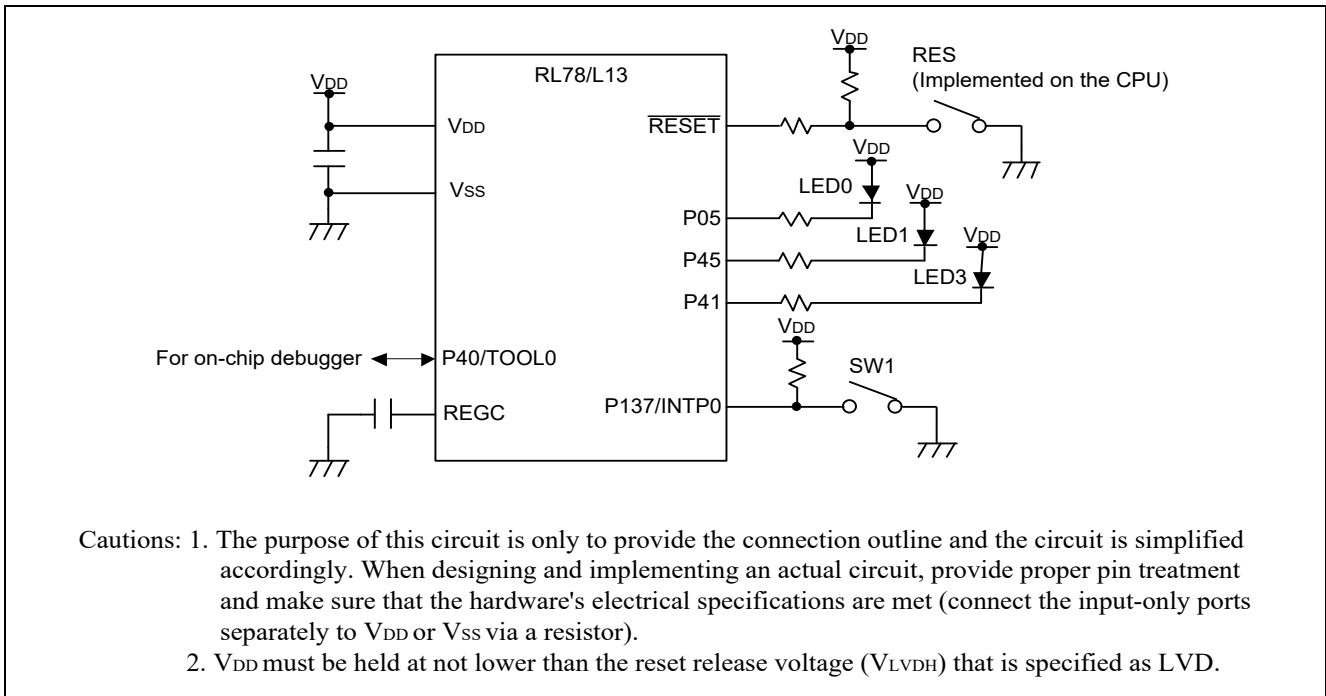 VDD
RES
(Implemented on the CPU)
RL78/L13
VDD
VDD
RESET
VDD
LED0
VSS
VDD
P05
LED1
VDD
P45
LED3
P41
VDD
For on-chip debugger
P40/TOOL0
SW1
P137/INTP0
REGC
Cautions: 1. The purpose of this circuit is only to provide the connection outline and the circuit is simplified
accordingly. When designing and implementing an actual circuit, provide proper pin treatment
and make sure that the hardware's electrical specifications are met (connect the input-only ports
separately to VDD or VSS via a resistor).
2. VDD must be held at not lower than the reset release voltage (VLVDH) that is specified as LVD.